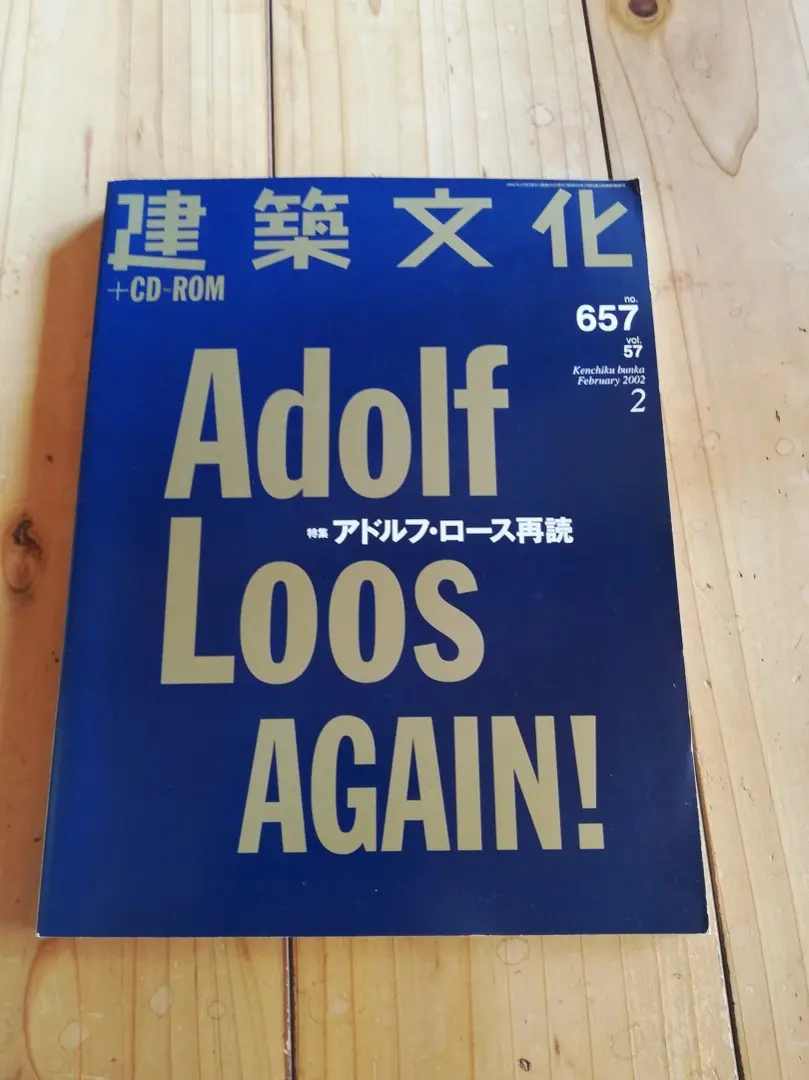 建築文化
+CD-ROM
no.
657
vol.
57
Kenchiku bunka
February 2002
2
Adolf
特集 アドルフ・ロース再読
Loos
AGAIN!